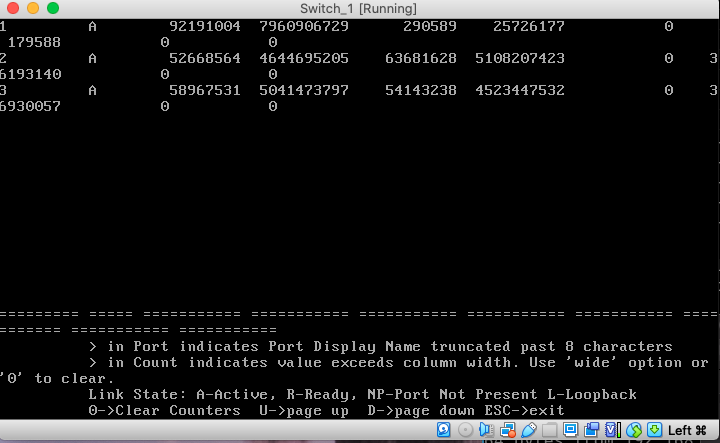 Switch_1 [Running]
1 A 92191004 7960906729 290589 25726177 0
179588 0 0
2 A 52668564 4644695205 63681628 5108207423 0 3
6193140 0 0
3 A 58967531 5041473797 54143238 4523447532 0 3
6930057 0 0
========= ===== =========== =========== =========== =========== =========== ====
======= =========== ===========
> in Port indicates Port Display Name truncated past 8 characters
> in Count indicates value exceeds column width. Use 'wide' option or
'0' to clear.
Link State: A-Active, R-Ready, NP-Port Not Present L-Loopback
0->Clear Counters U->page up D->page down ESC->exit
Left ⌘